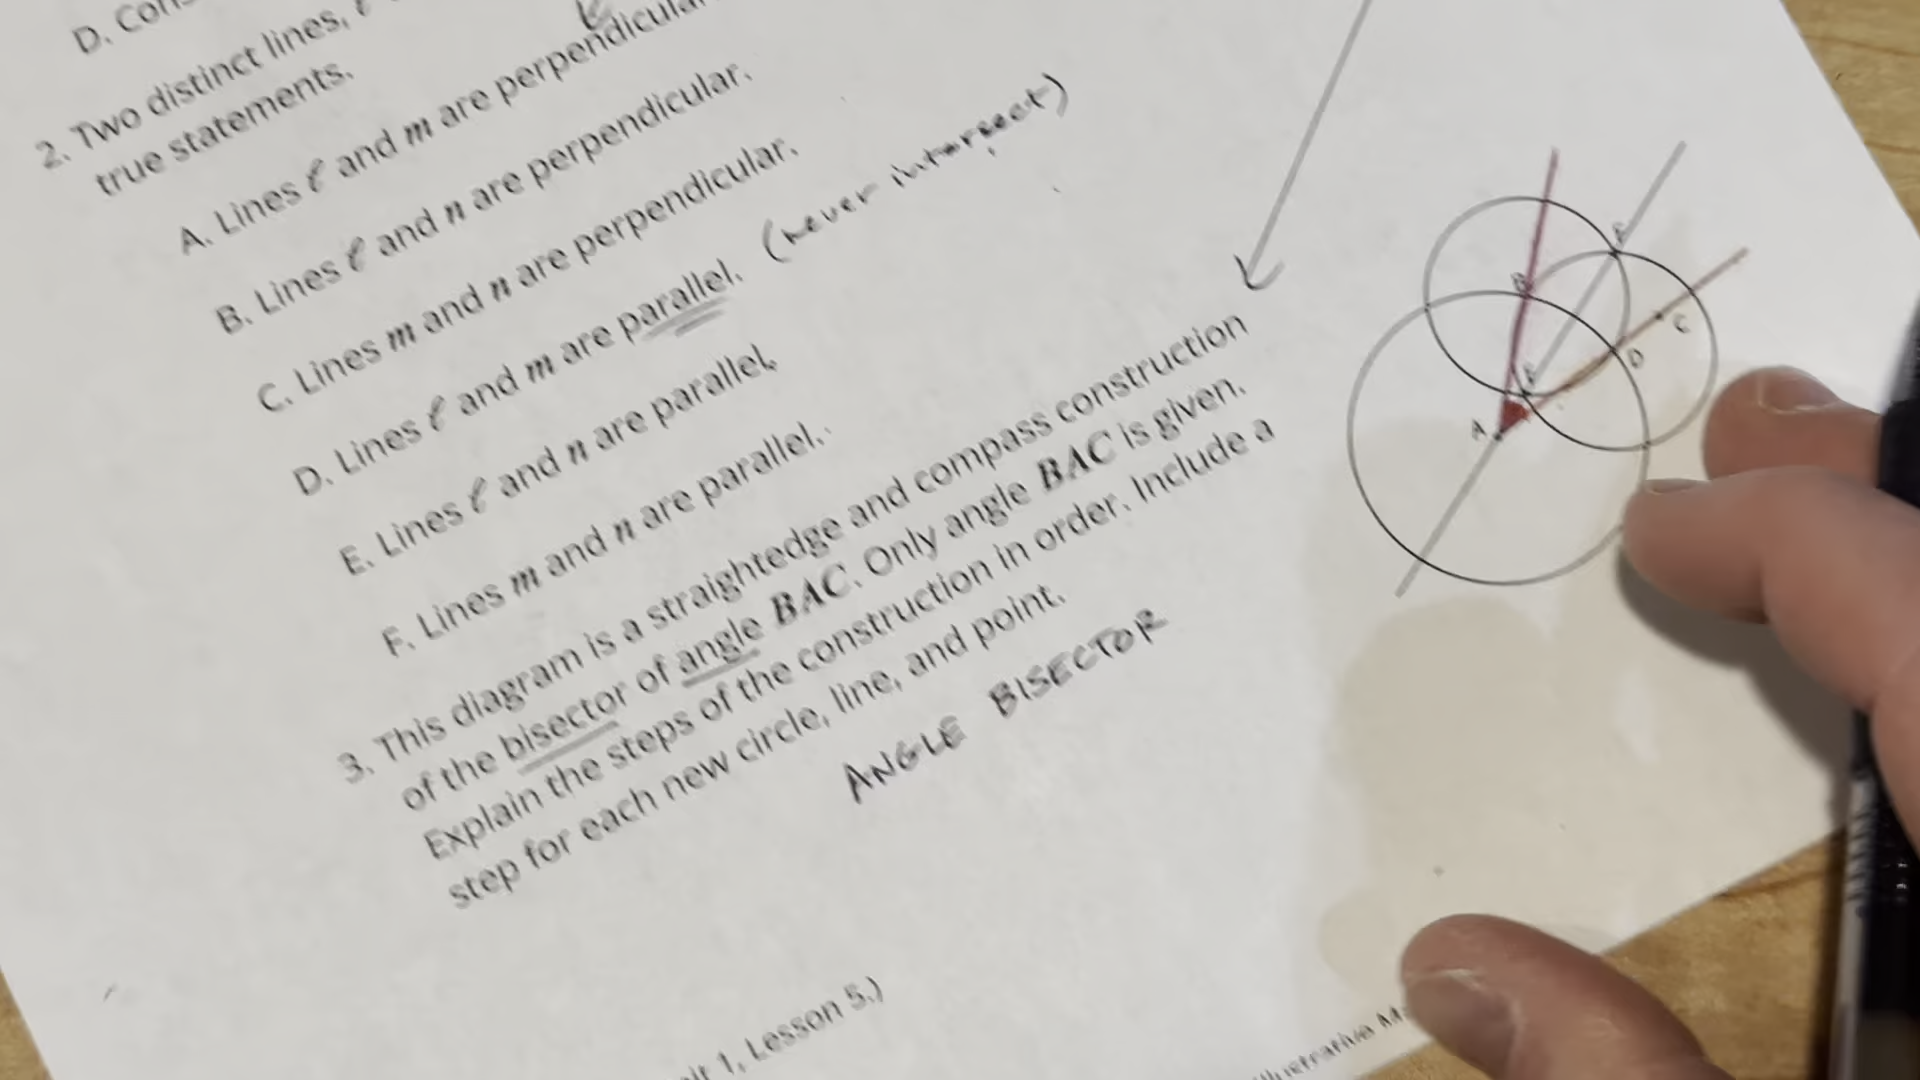 D. Con
2. Two distinct lines, ℓ
true statements.
A. Lines ℓ and m are perpendicular.
B. Lines ℓ and n are perpendicular.
C. Lines m and n are perpendicular.
D. Lines ℓ and m are parallel. (never intersect)
E. Lines ℓ and n are parallel.
F. Lines m and n are parallel.
3. This diagram is a straightedge and compass construction
of the bisector of angle BAC. Only angle BAC is given.
Explain the steps of the construction in order. Include a
step for each new circle, line, and point.
ANGLE BISECTOR
F
B
C
D
E
A
1, Lesson 5.)